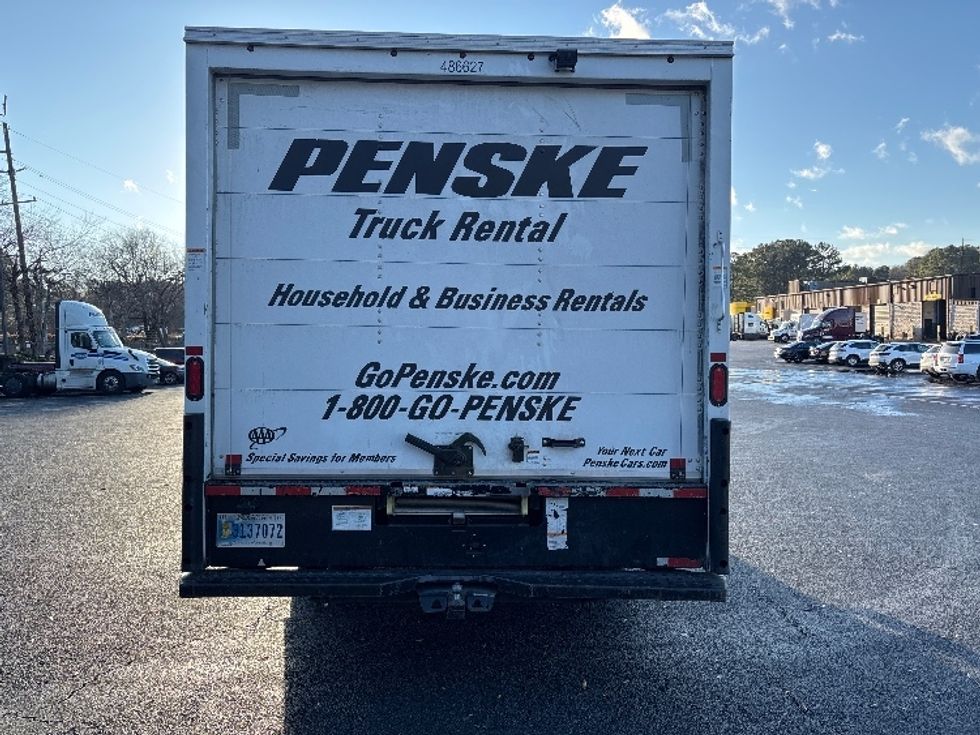 486627
PENSKE
Truck Rental
Household & Business Rentals
GoPenske.com
1-800-GO-PENSKE
AAA
Special Savings for Members
Your Next Car
PenskeCars.com
3137072